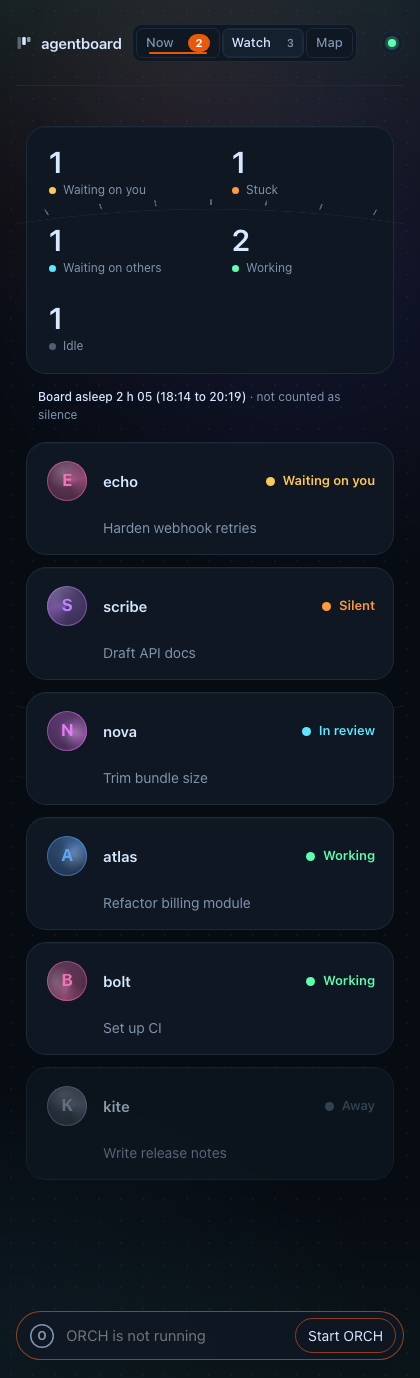 agentboard Now 2 Watch 3 Map
1 1
Waiting on you Stuck
1 2
Waiting on others Working
1
Idle
Board asleep 2 h 05 (18:14 to 20:19) · not counted as
silence
E echo Waiting on you
Harden webhook retries
S scribe Silent
Draft API docs
N nova In review
Trim bundle size
A atlas Working
Refactor billing module
B bolt Working
Set up CI
K kite Away
Write release notes
O ORCH is not running Start ORCH